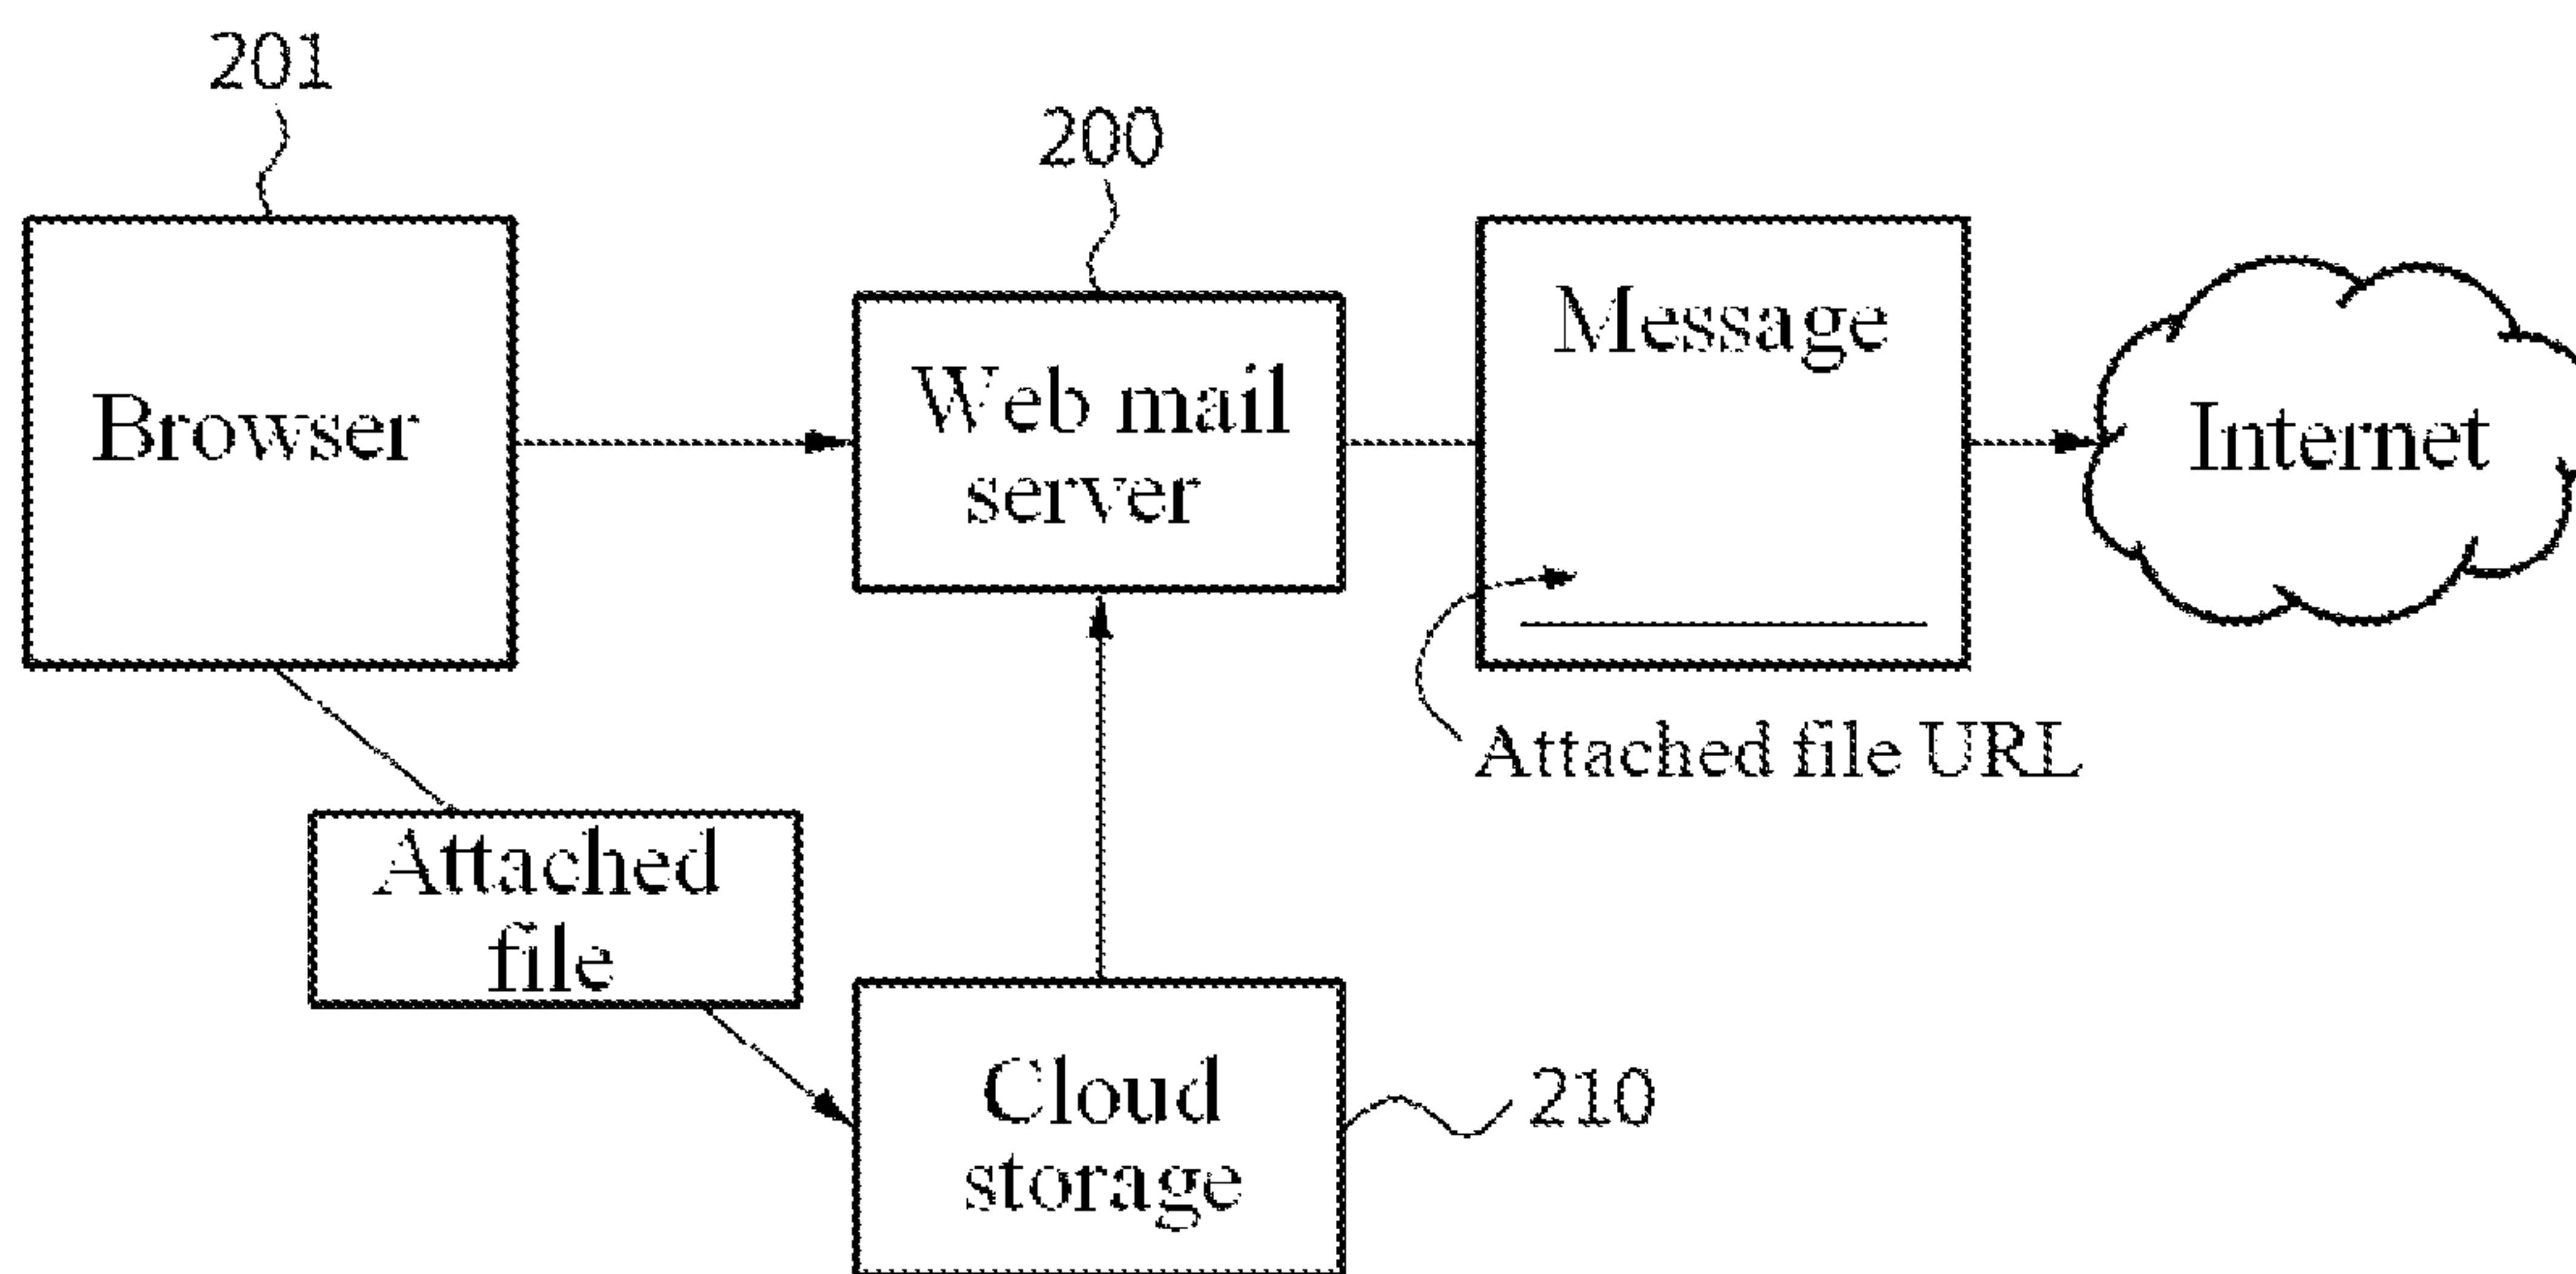 201
200
Browser
Web mail
server
Message
Internet
Attached file URL
Attached
file
Cloud
storage
210